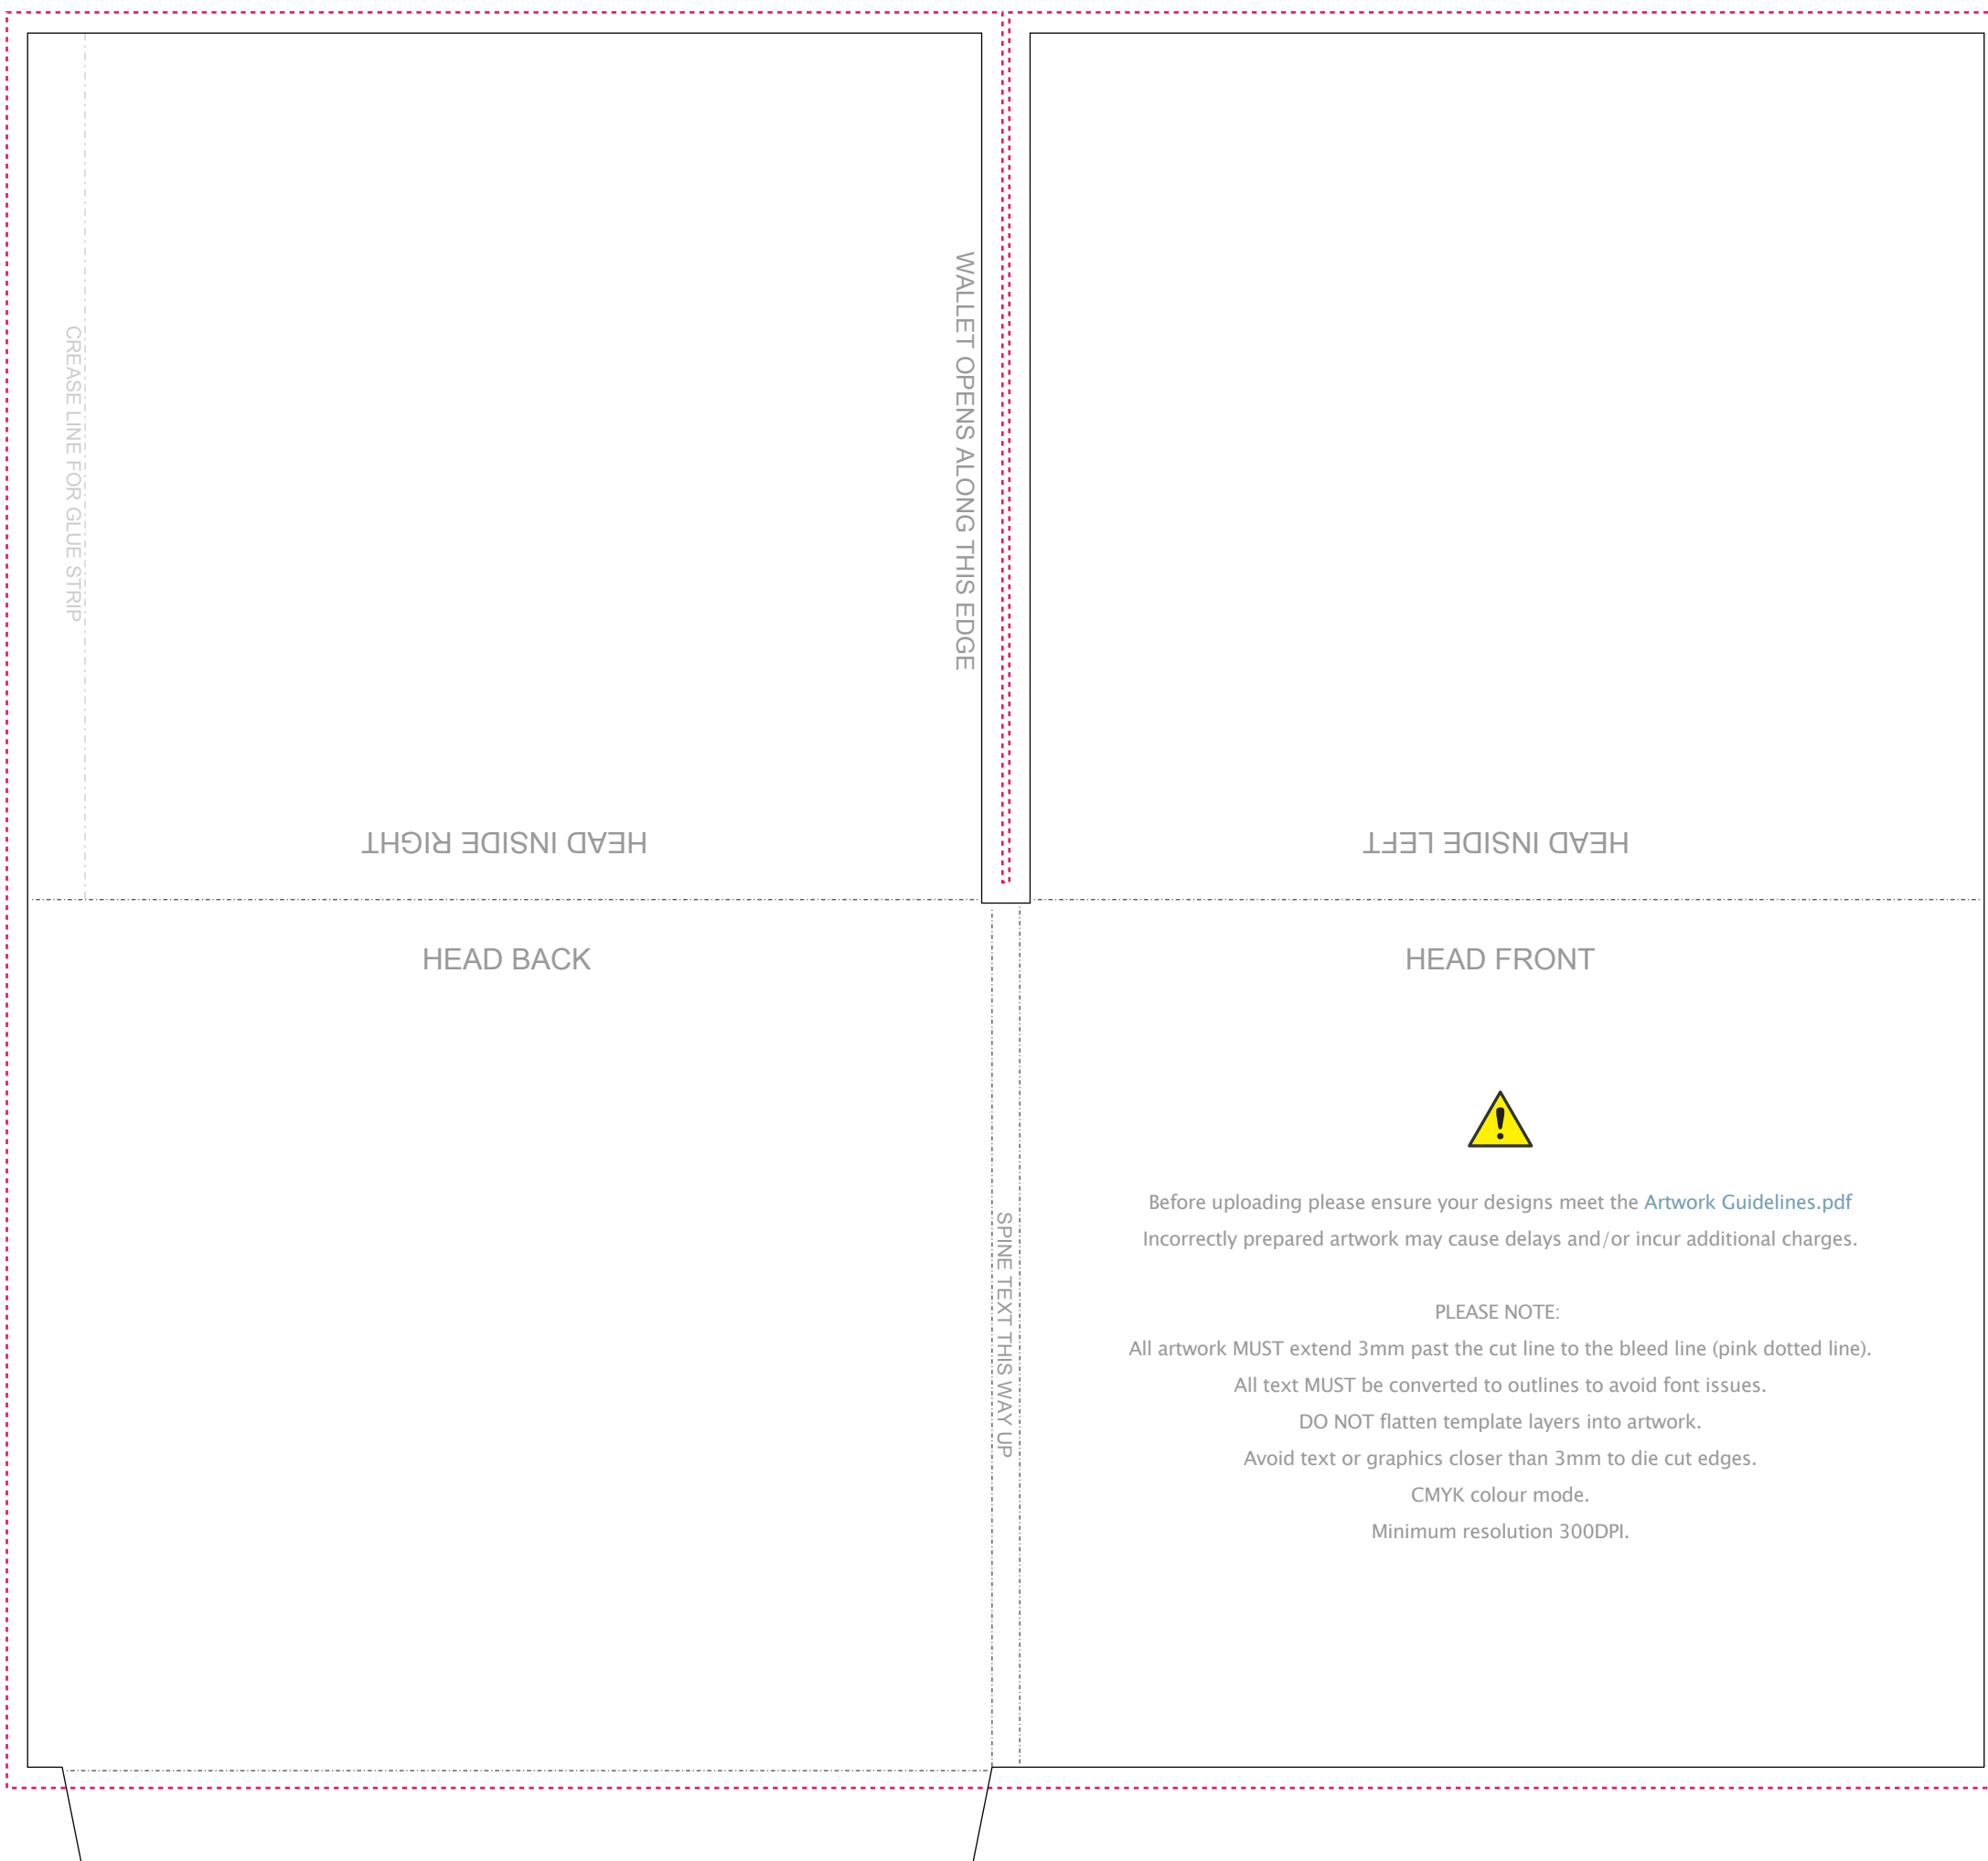 WALLET OPENS ALONG THIS EDGE
CREASE LINE FOR GLUE STRIP
HEAD INSIDE RIGHT
HEAD INSIDE LEFT
HEAD BACK
HEAD FRONT
SPINE TEXT THIS WAY UP
Before uploading please ensure your designs meet the Artwork Guidelines.pdf
Incorrectly prepared artwork may cause delays and/or incur additional charges.
PLEASE NOTE:
All artwork MUST extend 3mm past the cut line to the bleed line (pink dotted line).
All text MUST be converted to outlines to avoid font issues.
DO NOT flatten template layers into artwork.
Avoid text or graphics closer than 3mm to die cut edges.
CMYK colour mode.
Minimum resolution 300DPI.